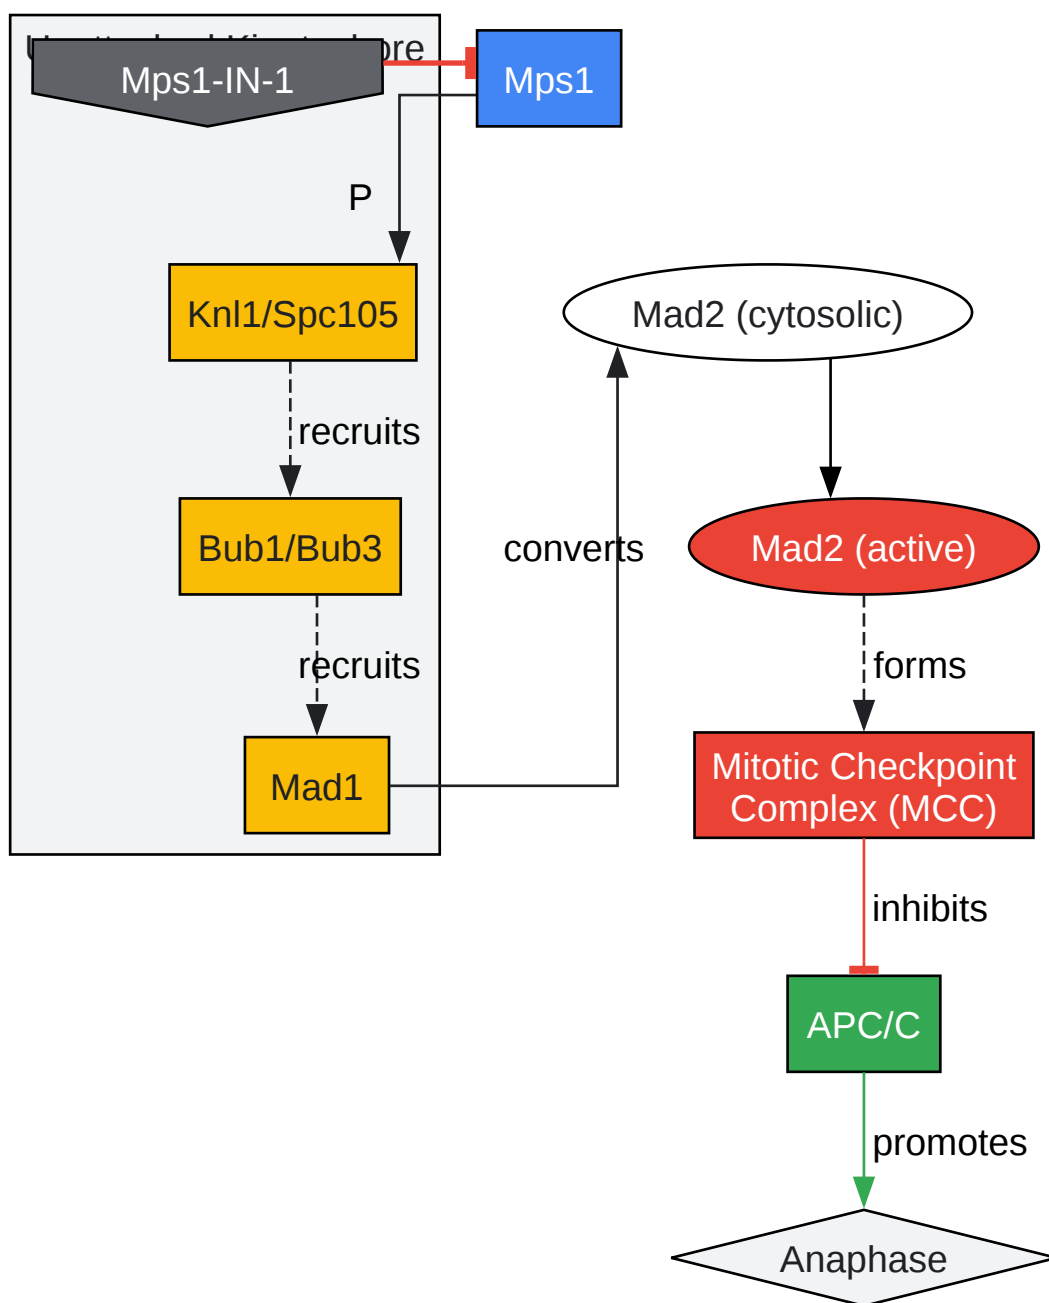 Mps1-IN-1
Mps1
P
Knl1/Spc105
Mad2 (cytosolic)
recruits
Bub1/Bub3
converts
Mad2 (active)
recruits
forms
Mad1
Mitotic Checkpoint
Complex (MCC)
inhibits
APC/C
promotes
Anaphase